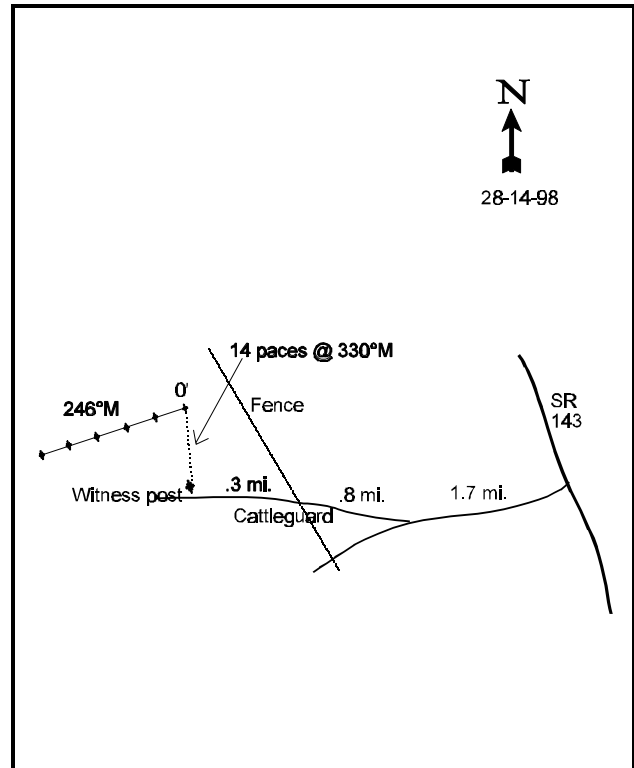 N
28-14-98
14 paces @ 330°M
0'
246°M
Fence
SR
143
.3 mi.
.8 mi.
1.7 mi.
Witness post
Cattleguard